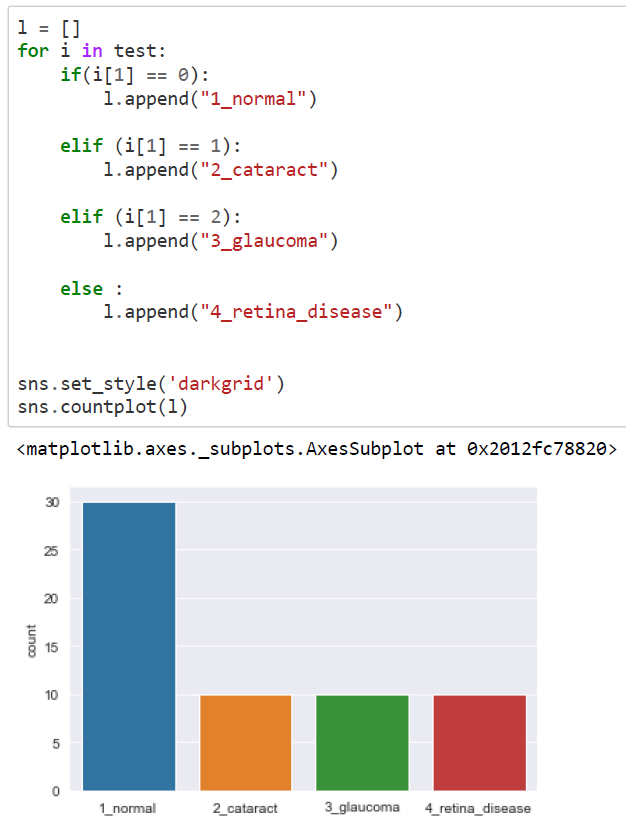 l = []
for i in test:
    if(i[1] == 0):
        l.append("1_normal")
    elif (i[1] == 1):
        l.append("2_cataract")
    elif (i[1] == 2):
        l.append("3_glaucoma")
    else :
        l.append("4_retina_disease")
sns.set_style('darkgrid')
sns.countplot(l)
<matplotlib.axes._subplots.AxesSubplot at 0x2012fc78820>
30
25
20
15
10
5
0
count
1_normal 2_cataract 3_glaucoma 4_retina_disease